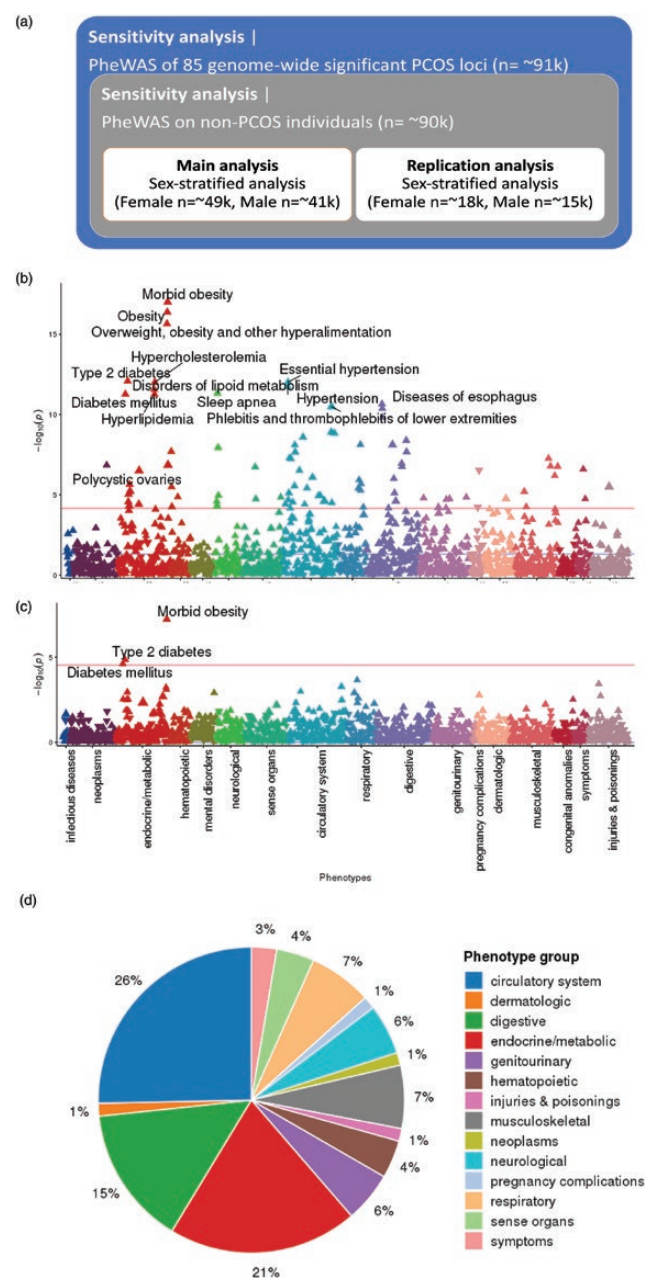 (a)
Sensitivity analysis |
PheWAS of 85 genome-wide significant PCOS loci (n= ~91k)
Sensitivity analysis |
PheWAS on non-PCOS individuals (n= ~90k)
Main analysis
Sex-stratified analysis
(Female n=~49k, Male n=~41k)
Replication analysis
Sex-stratified analysis
(Female n=~18k, Male n=~15k)
(b)
Morbid obesity
Obesity
Overweight, obesity and other hyperalimentation
Hypercholesterolemia
Type 2 diabetes
Essential hypertension
Disorders of lipoid metabolism
Diabetes mellitus
Sleep apnea
Hypertension
Diseases of esophagus
Hyperlipidemia
Phlebitis and thrombophlebitis of lower extremities
Polycystic ovaries
−log10(p)
15
10
5
0
(c)
Morbid obesity
Type 2 diabetes
Diabetes mellitus
−log10(p)
5
0
infectious diseases
neoplasms
endocrine/metabolic
hematopoietic
mental disorders
neurological
sense organs
circulatory system
respiratory
digestive
genitourinary
pregnancy complications
dermatologic
musculoskeletal
congenital anomalies
symptoms
injuries & poisonings
Phenotypes
(d)
3%
4%
7%
1%
6%
1%
7%
1%
4%
6%
21%
15%
1%
26%
Phenotype group
circulatory system
dermatologic
digestive
endocrine/metabolic
genitourinary
hematopoietic
injuries & poisonings
musculoskeletal
neoplasms
neurological
pregnancy complications
respiratory
sense organs
symptoms